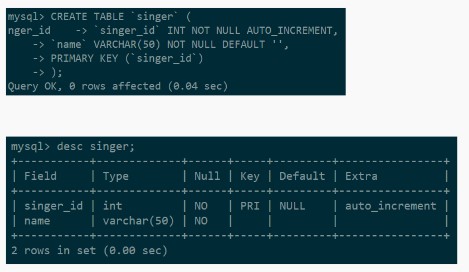 mysql> CREATE TABLE `singer` (
nger_id    -> `singer_id` INT NOT NULL AUTO_INCREMENT,
    -> `name` VARCHAR(50) NOT NULL DEFAULT '',
    -> PRIMARY KEY (`singer_id`)
    -> );
Query OK, 0 rows affected (0.04 sec)
mysql> desc singer;
+-----------+-------------+------+-----+---------+----------------+
| Field     | Type        | Null | Key | Default | Extra          |
+-----------+-------------+------+-----+---------+----------------+
| singer_id | int         | NO   | PRI | NULL    | auto_increment |
| name      | varchar(50) | NO   |     |         |                |
+-----------+-------------+------+-----+---------+----------------+
2 rows in set (0.00 sec)